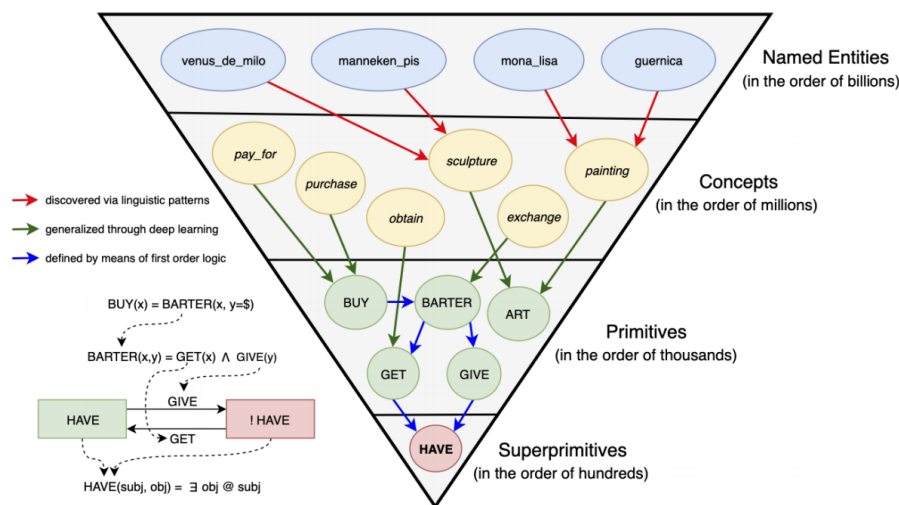 venus_de_milo
manneken_pis
mona_lisa
guernica
Named Entities
(in the order of billions)
pay_for
purchase
obtain
sculpture
exchange
painting
Concepts
(in the order of millions)
discovered via linguistic patterns
generalized through deep learning
defined by means of first order logic
BUY
BARTER
ART
GET
GIVE
Primitives
(in the order of thousands)
HAVE
Superprimitives
(in the order of hundreds)
BUY(x) = BARTER(x, y=$)
BARTER(x,y) = GET(x) Λ GIVE(y)
GIVE
HAVE
! HAVE
GET
HAVE(subj, obj) = ∃ obj @ subj